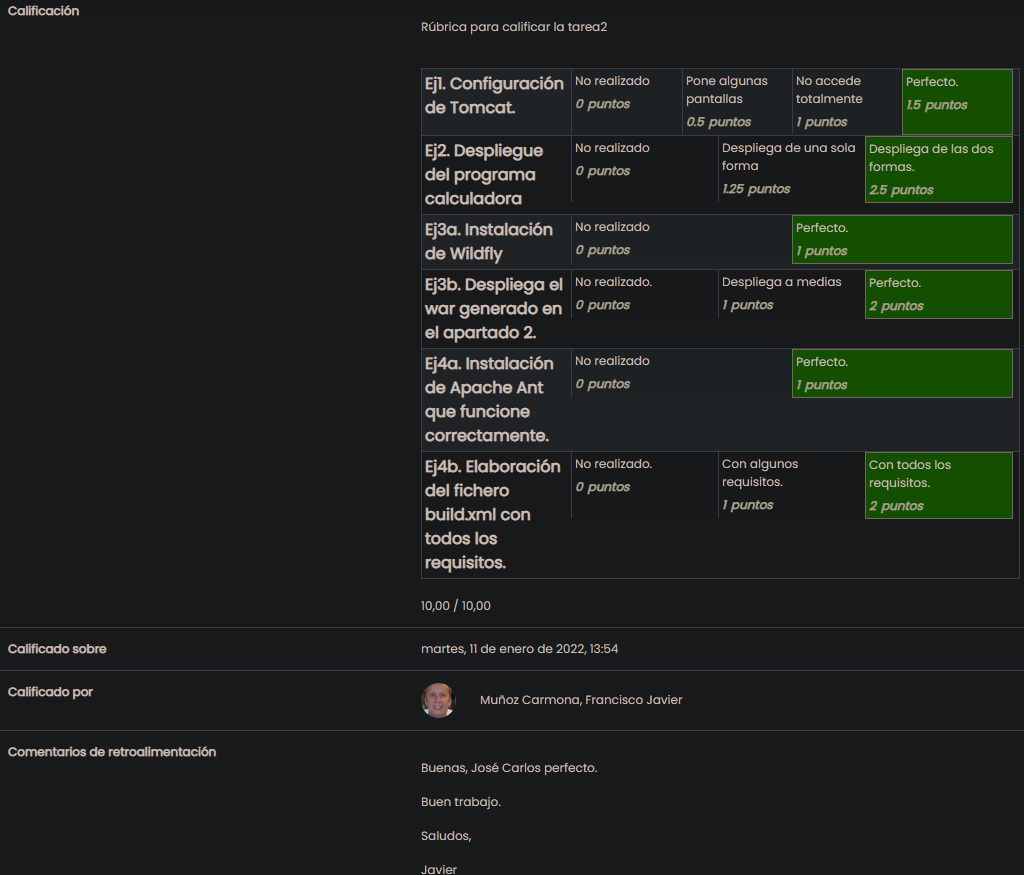 Calificación
Rúbrica para calificar la tarea2
Ej1. Configuración
de Tomcat.
No realizado
0 puntos
Pone algunas
pantallas
0.5 puntos
No accede
totalmente
1 puntos
Perfecto.
1.5 puntos
Ej2. Despliegue
del programa
calculadora
No realizado
0 puntos
Despliega de una sola
forma
1.25 puntos
Despliega de las dos
formas.
2.5 puntos
Ej3a. Instalación
de Wildfly
No realizado
0 puntos
Perfecto.
1 puntos
Ej3b. Despliega el
war generado en
el apartado 2.
No realizado.
0 puntos
Despliega a medias
1 puntos
Perfecto.
2 puntos
Ej4a. Instalación
de Apache Ant
que funcione
correctamente.
No realizado
0 puntos
Perfecto.
1 puntos
Ej4b. Elaboración
del fichero
build.xml con
todos los
requisitos.
No realizado.
0 puntos
Con algunos
requisitos.
1 puntos
Con todos los
requisitos.
2 puntos
10,00 / 10,00
Calificado sobre
martes, 11 de enero de 2022, 13:54
Calificado por
Muñoz Carmona, Francisco Javier
Comentarios de retroalimentación
Buenas, José Carlos perfecto.
Buen trabajo.
Saludos,
Javier